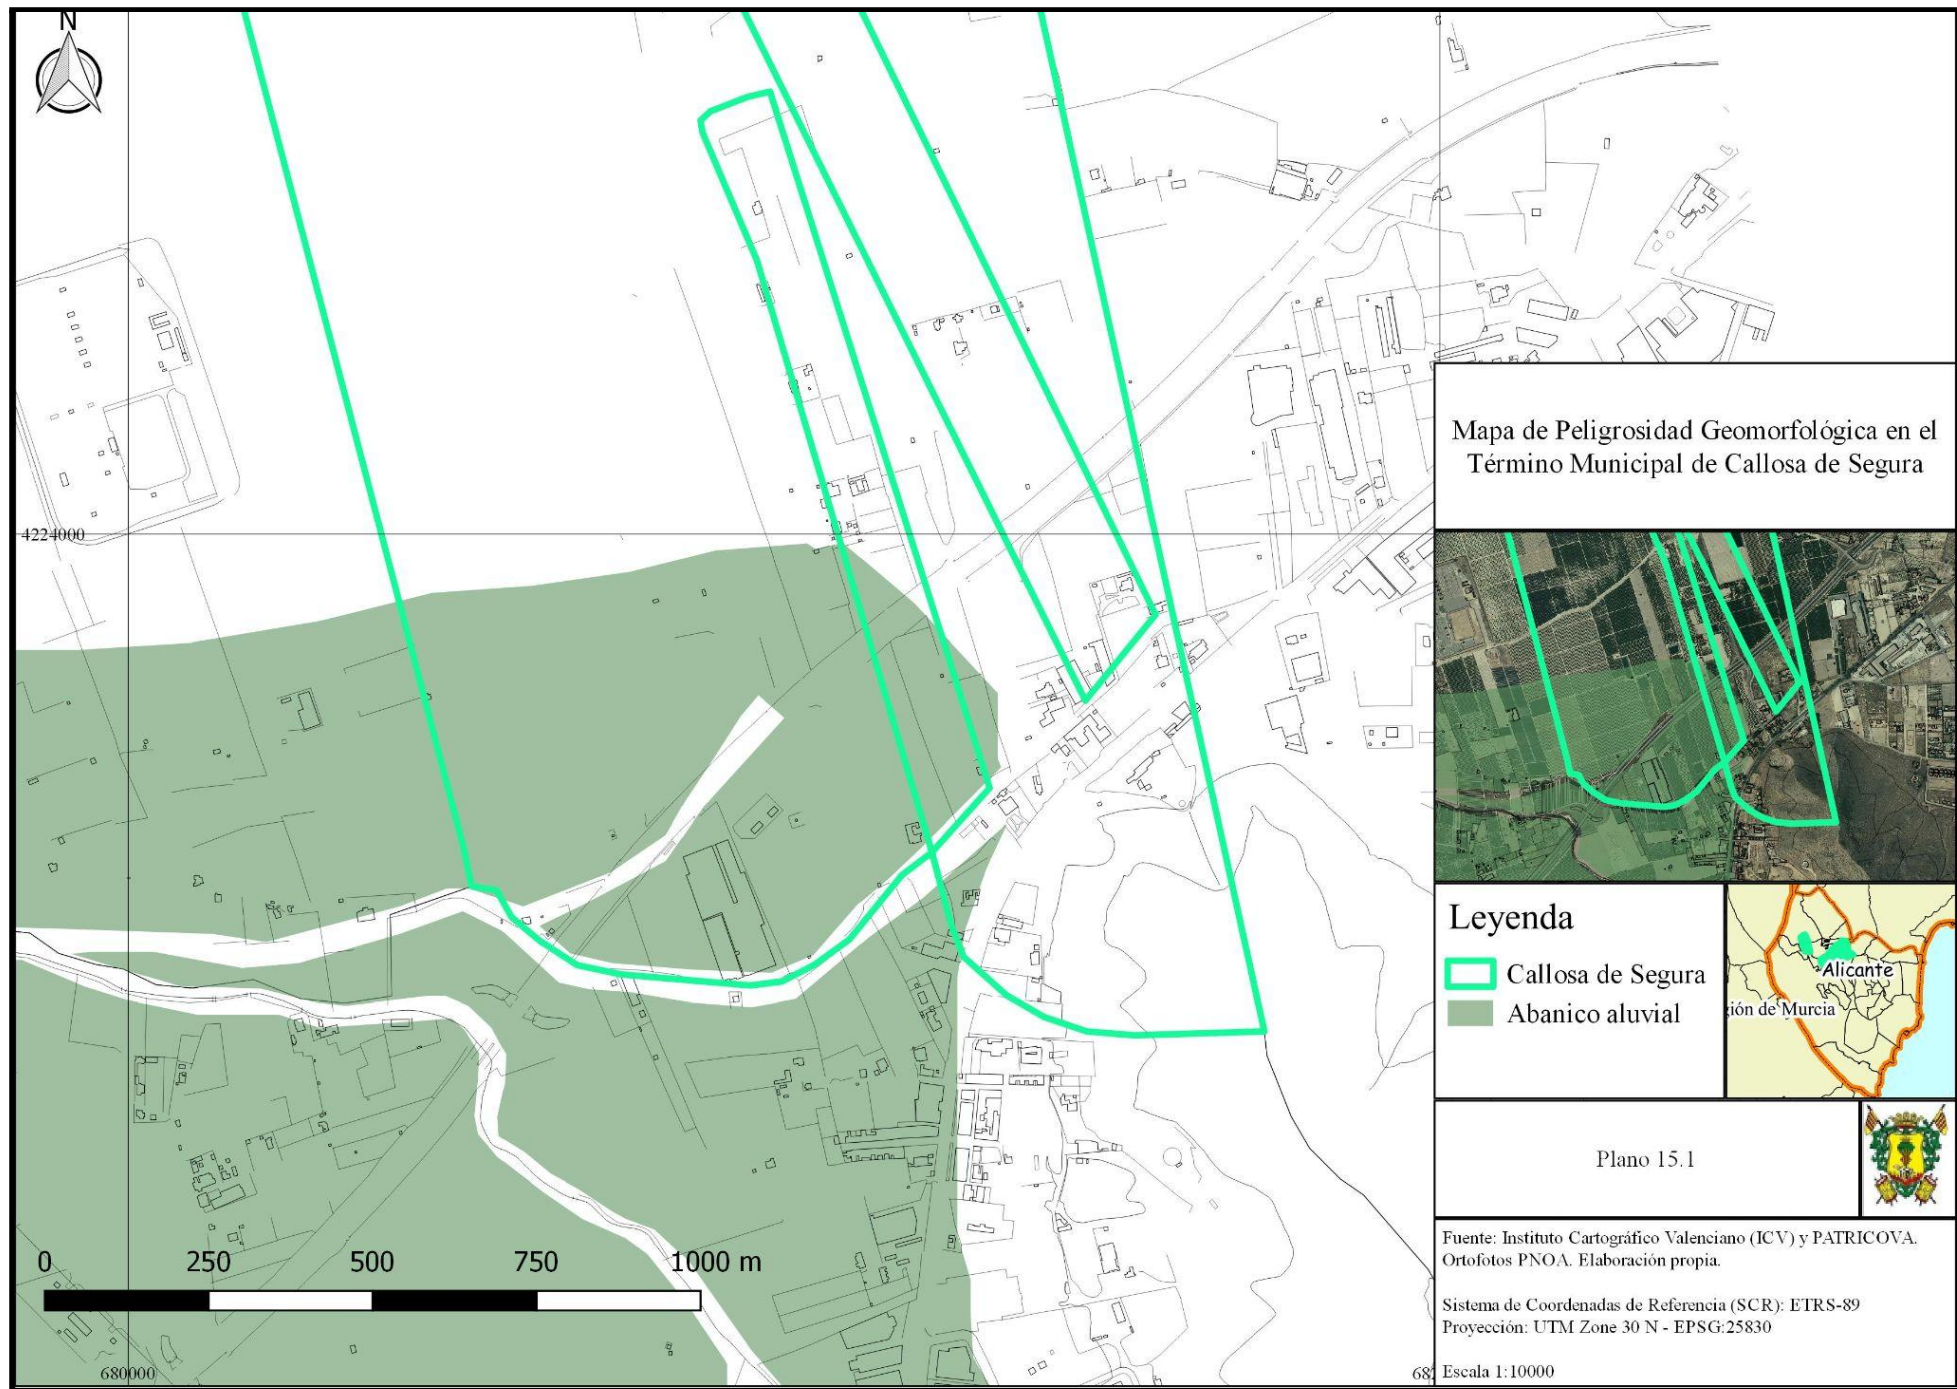 N
Mapa de Peligrosidad Geomorfológica en el
Término Municipal de Callosa de Segura
4224000
Leyenda
Callosa de Segura
Abanico aluvial
Alicante
ión de Murcia
Plano 15.1
0 250 500 750 1000 m
Fuente: Instituto Cartográfico Valenciano (ICV) y PATRICOVA.
Ortofotos PNOA. Elaboración propia.
Sistema de Coordenadas de Referencia (SCR): ETRS-89
Proyección: UTM Zone 30 N - EPSG:25830
680000
68
Escala 1:10000